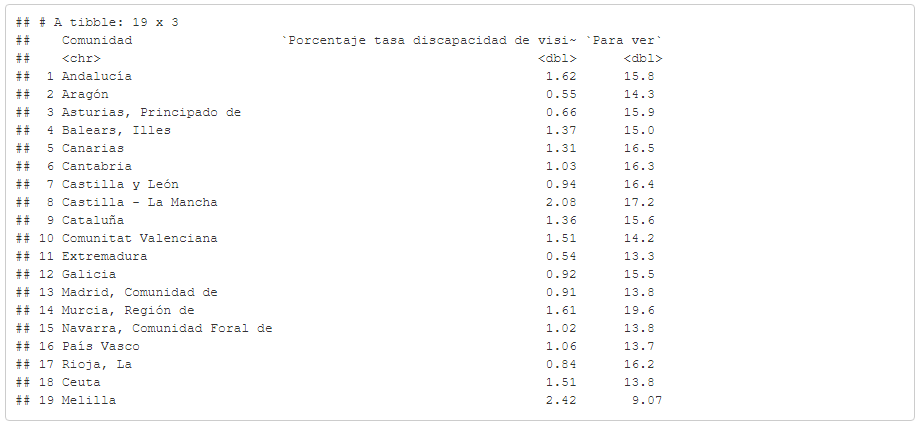 ## # A tibble: 19 x 3
##    Comunidad                   `Porcentaje tasa discapacidad de visi~ `Para ver`
##    <chr>                                                        <dbl>      <dbl>
##  1 Andalucía                                                     1.62      15.8
##  2 Aragón                                                        0.55      14.3
##  3 Asturias, Principado de                                       0.66      15.9
##  4 Balears, Illes                                                1.37      15.0
##  5 Canarias                                                      1.31      16.5
##  6 Cantabria                                                     1.03      16.3
##  7 Castilla y León                                               0.94      16.4
##  8 Castilla - La Mancha                                          2.08      17.2
##  9 Cataluña                                                      1.36      15.6
## 10 Comunitat Valenciana                                          1.51      14.2
## 11 Extremadura                                                   0.54      13.3
## 12 Galicia                                                       0.92      15.5
## 13 Madrid, Comunidad de                                          0.91      13.8
## 14 Murcia, Región de                                             1.61      19.6
## 15 Navarra, Comunidad Foral de                                   1.02      13.8
## 16 País Vasco                                                    1.06      13.7
## 17 Rioja, La                                                     0.84      16.2
## 18 Ceuta                                                         1.51      13.8
## 19 Melilla                                                       2.42       9.07